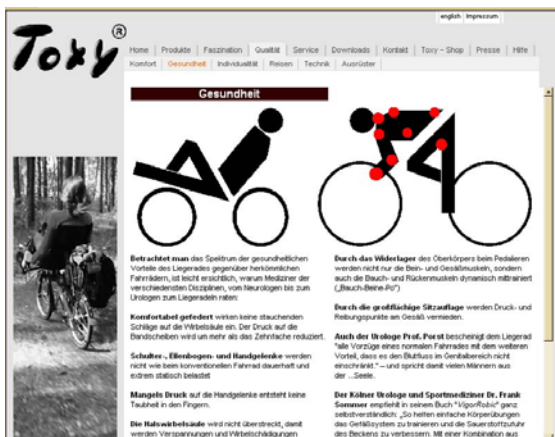 english | Impressum
Toxy®
Home | Produkte | Faszination | Qualität | Service | Downloads | Kontakt | Toxy - Shop | Presse | Hilfe |
Komfort | Gesundheit | Individualität | Reisen | Technik | Ausrüster |
Gesundheit
Betrachtet man das Spektrum der gesundheitlichen
Vorteile des Liegerades gegenüber herkömmlichen
Fahrrädern, ist leicht ersichtlich, warum Mediziner der
verschiedensten Disziplinen, vom Neurologen bis zum
Urologen zum Liegeradeln raten:
Komfortabel gefedert wirken keine stauchenden
Schläge auf die Wirbelsäule ein. Der Druck auf die
Bandscheiben wird um mehr als das Zehnfache reduziert.
Schulter-, Ellenbogen- und Handgelenke werden
nicht wie beim konventionellen Fahrrad dauerhaft und
extrem statisch belastet
Mangels Druck auf die Handgelenke entsteht keine
Taubheit in den Fingern.
Die Halswirbelsäule wird nicht überstreckt, damit
werden Verspannungen und Wirbelschädigungen
Durch das Widerlager des Oberkörpers beim Pedalieren
werden nicht nur die Bein- und Gesäßmuskeln, sondern
auch die Bauch- und Rückenmuskeln dynamisch mittrainiert
(„Bauch-Beine-Po")
Durch die großflächige Sitzauflage werden Druck- und
Reibungspunkte am Gesäß vermieden.
Auch der Urologe Prof. Porst bescheinigt dem Liegerad
"alle Vorzüge eines normalen Fahrrades mit dem weiteren
Vorteil, dass es den Blutfluss im Genitalbereich nicht
einschränkt." – und spricht damit vielen Männern aus
der ...Seele.
Der Kölner Urologe und Sportmediziner Dr. Frank
Sommer empfiehlt in seinem Buch "VigorRobic" ganz
selbstverständlich: „So helfen einfache Körperübungen
das Gefäßsystem zu trainieren und die Sauerstoffzufuhr
des Beckens zu verbessern. Mit einer Kombination aus